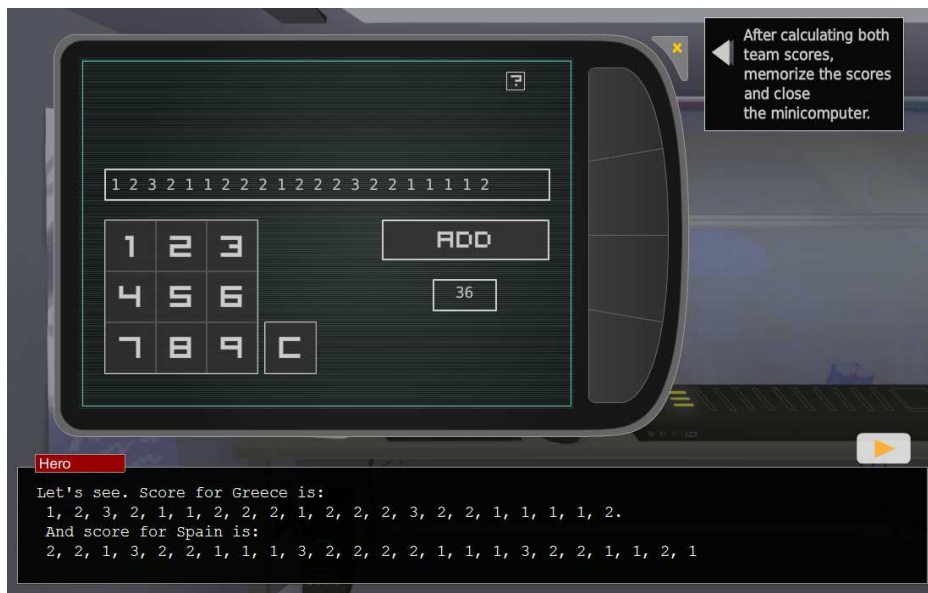 After calculating both
team scores,
memorize the scores
and close
the minicomputer.
x
?
1 2 3 2 1 1 2 2 2 1 2 2 2 3 2 2 1 1 1 1 2
1 2 3
ADD
4 5 6
36
7 8 9 C
Hero
Let's see. Score for Greece is:
1, 2, 3, 2, 1, 1, 2, 2, 2, 1, 2, 2, 2, 3, 2, 2, 1, 1, 1, 1, 2.
And score for Spain is:
2, 2, 1, 3, 2, 2, 1, 1, 1, 3, 2, 2, 2, 2, 1, 1, 1, 3, 2, 2, 1, 1, 2, 1